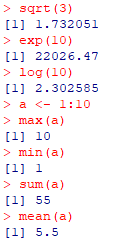 > sqrt(3)
[1] 1.732051
> exp(10)
[1] 22026.47
> log(10)
[1] 2.302585
> a <- 1:10
> max(a)
[1] 10
> min(a)
[1] 1
> sum(a)
[1] 55
> mean(a)
[1] 5.5